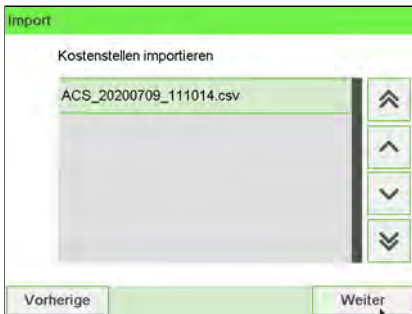 Import
Kostenstellen importieren
ACS_20200709_111014.csv
Vorherige
Weiter